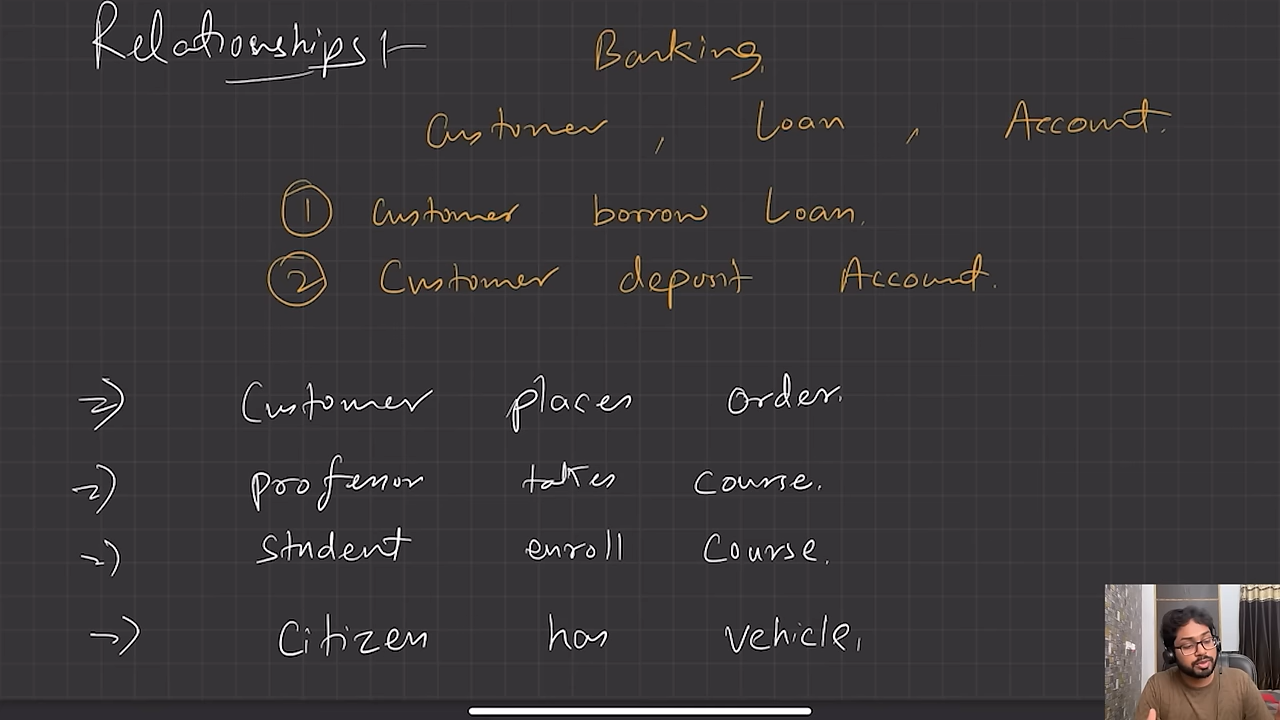 Relationships :-
Banking,
Customer , Loan , Account.
① Customer borrow Loan.
② Customer deposit Account.
=> Customer places order.
=> professor takes course.
=> Student enroll Course.
=> Citizen has vehicle.